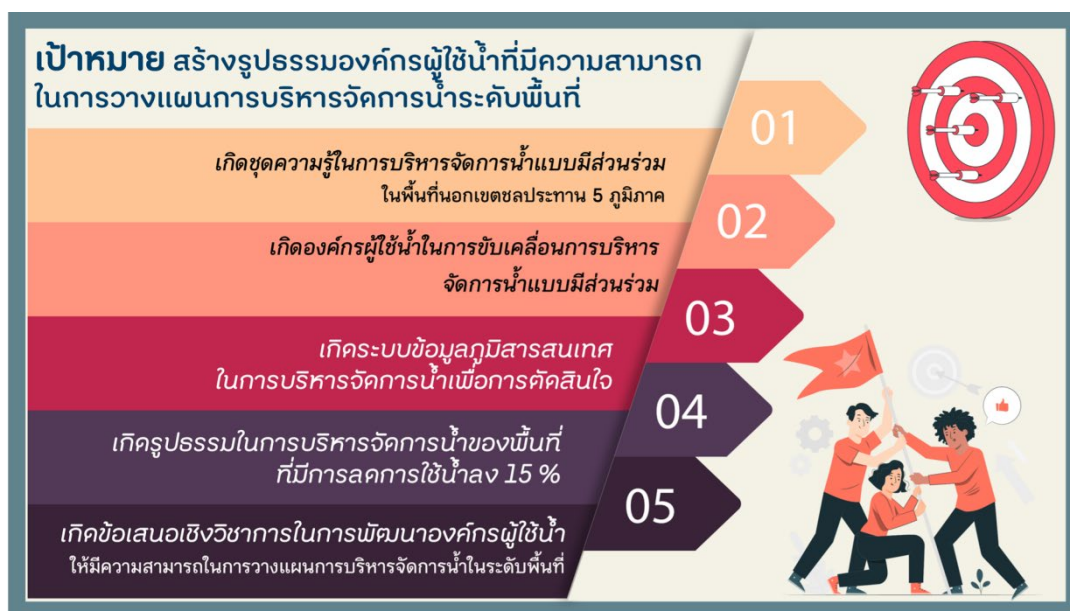 เป้าหมาย สร้างรูปธรรมองค์กรผู้ใช้น้ำที่มีความสามารถ
ในการวางแผนการบริหารจัดการน้ำระดับพื้นที่
01
เกิดชุดความรู้ในการบริหารจัดการน้ำแบบมีส่วนร่วม
ในพื้นที่นอกเขตชลประทาน 5 ภูมิภาค
02
เกิดองค์กรผู้ใช้น้ำในการขับเคลื่อนการบริหาร
จัดการน้ำแบบมีส่วนร่วม
03
เกิดระบบข้อมูลภูมิสารสนเทศ
ในการบริหารจัดการน้ำเพื่อการตัดสินใจ
04
เกิดรูปธรรมในการบริหารจัดการน้ำของพื้นที่
ที่มีการลดการใช้น้ำลง 15 %
05
เกิดข้อเสนอเชิงวิชาการในการพัฒนาองค์กรผู้ใช้น้ำ
ให้มีความสามารถในการวางแผนการบริหารจัดการน้ำในระดับพื้นที่